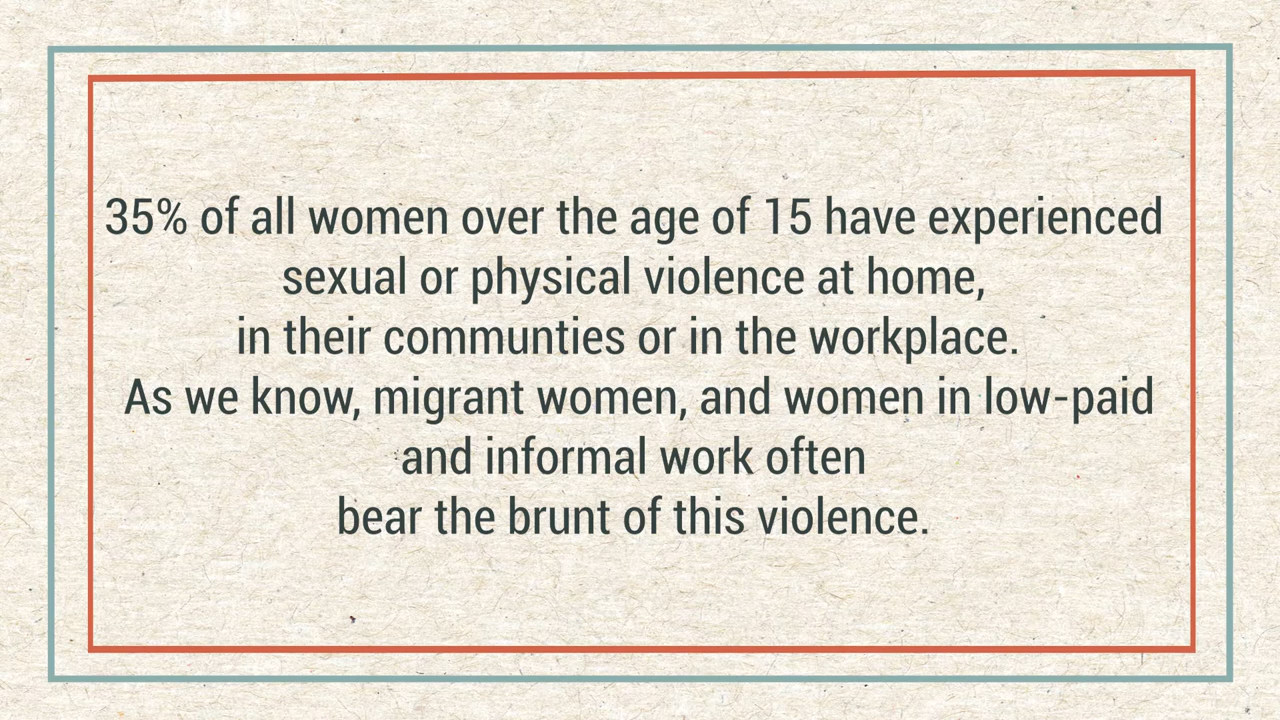 35% of all women over the age of 15 have experienced
sexual or physical violence at home,
in their communties or in the workplace.
As we know, migrant women, and women in low-paid
and informal work often
bear the brunt of this violence.